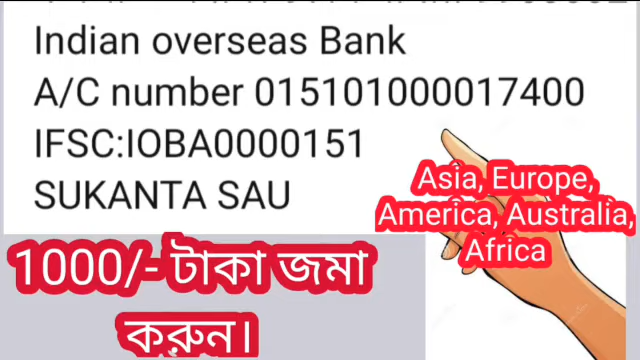 Indian overseas Bank
A/C number 015101000017400
IFSC:IOBA0000151
SUKANTA SAU
Asia, Europe,
America, Australia,
Africa
1000/- টাকা জমা
করুন।